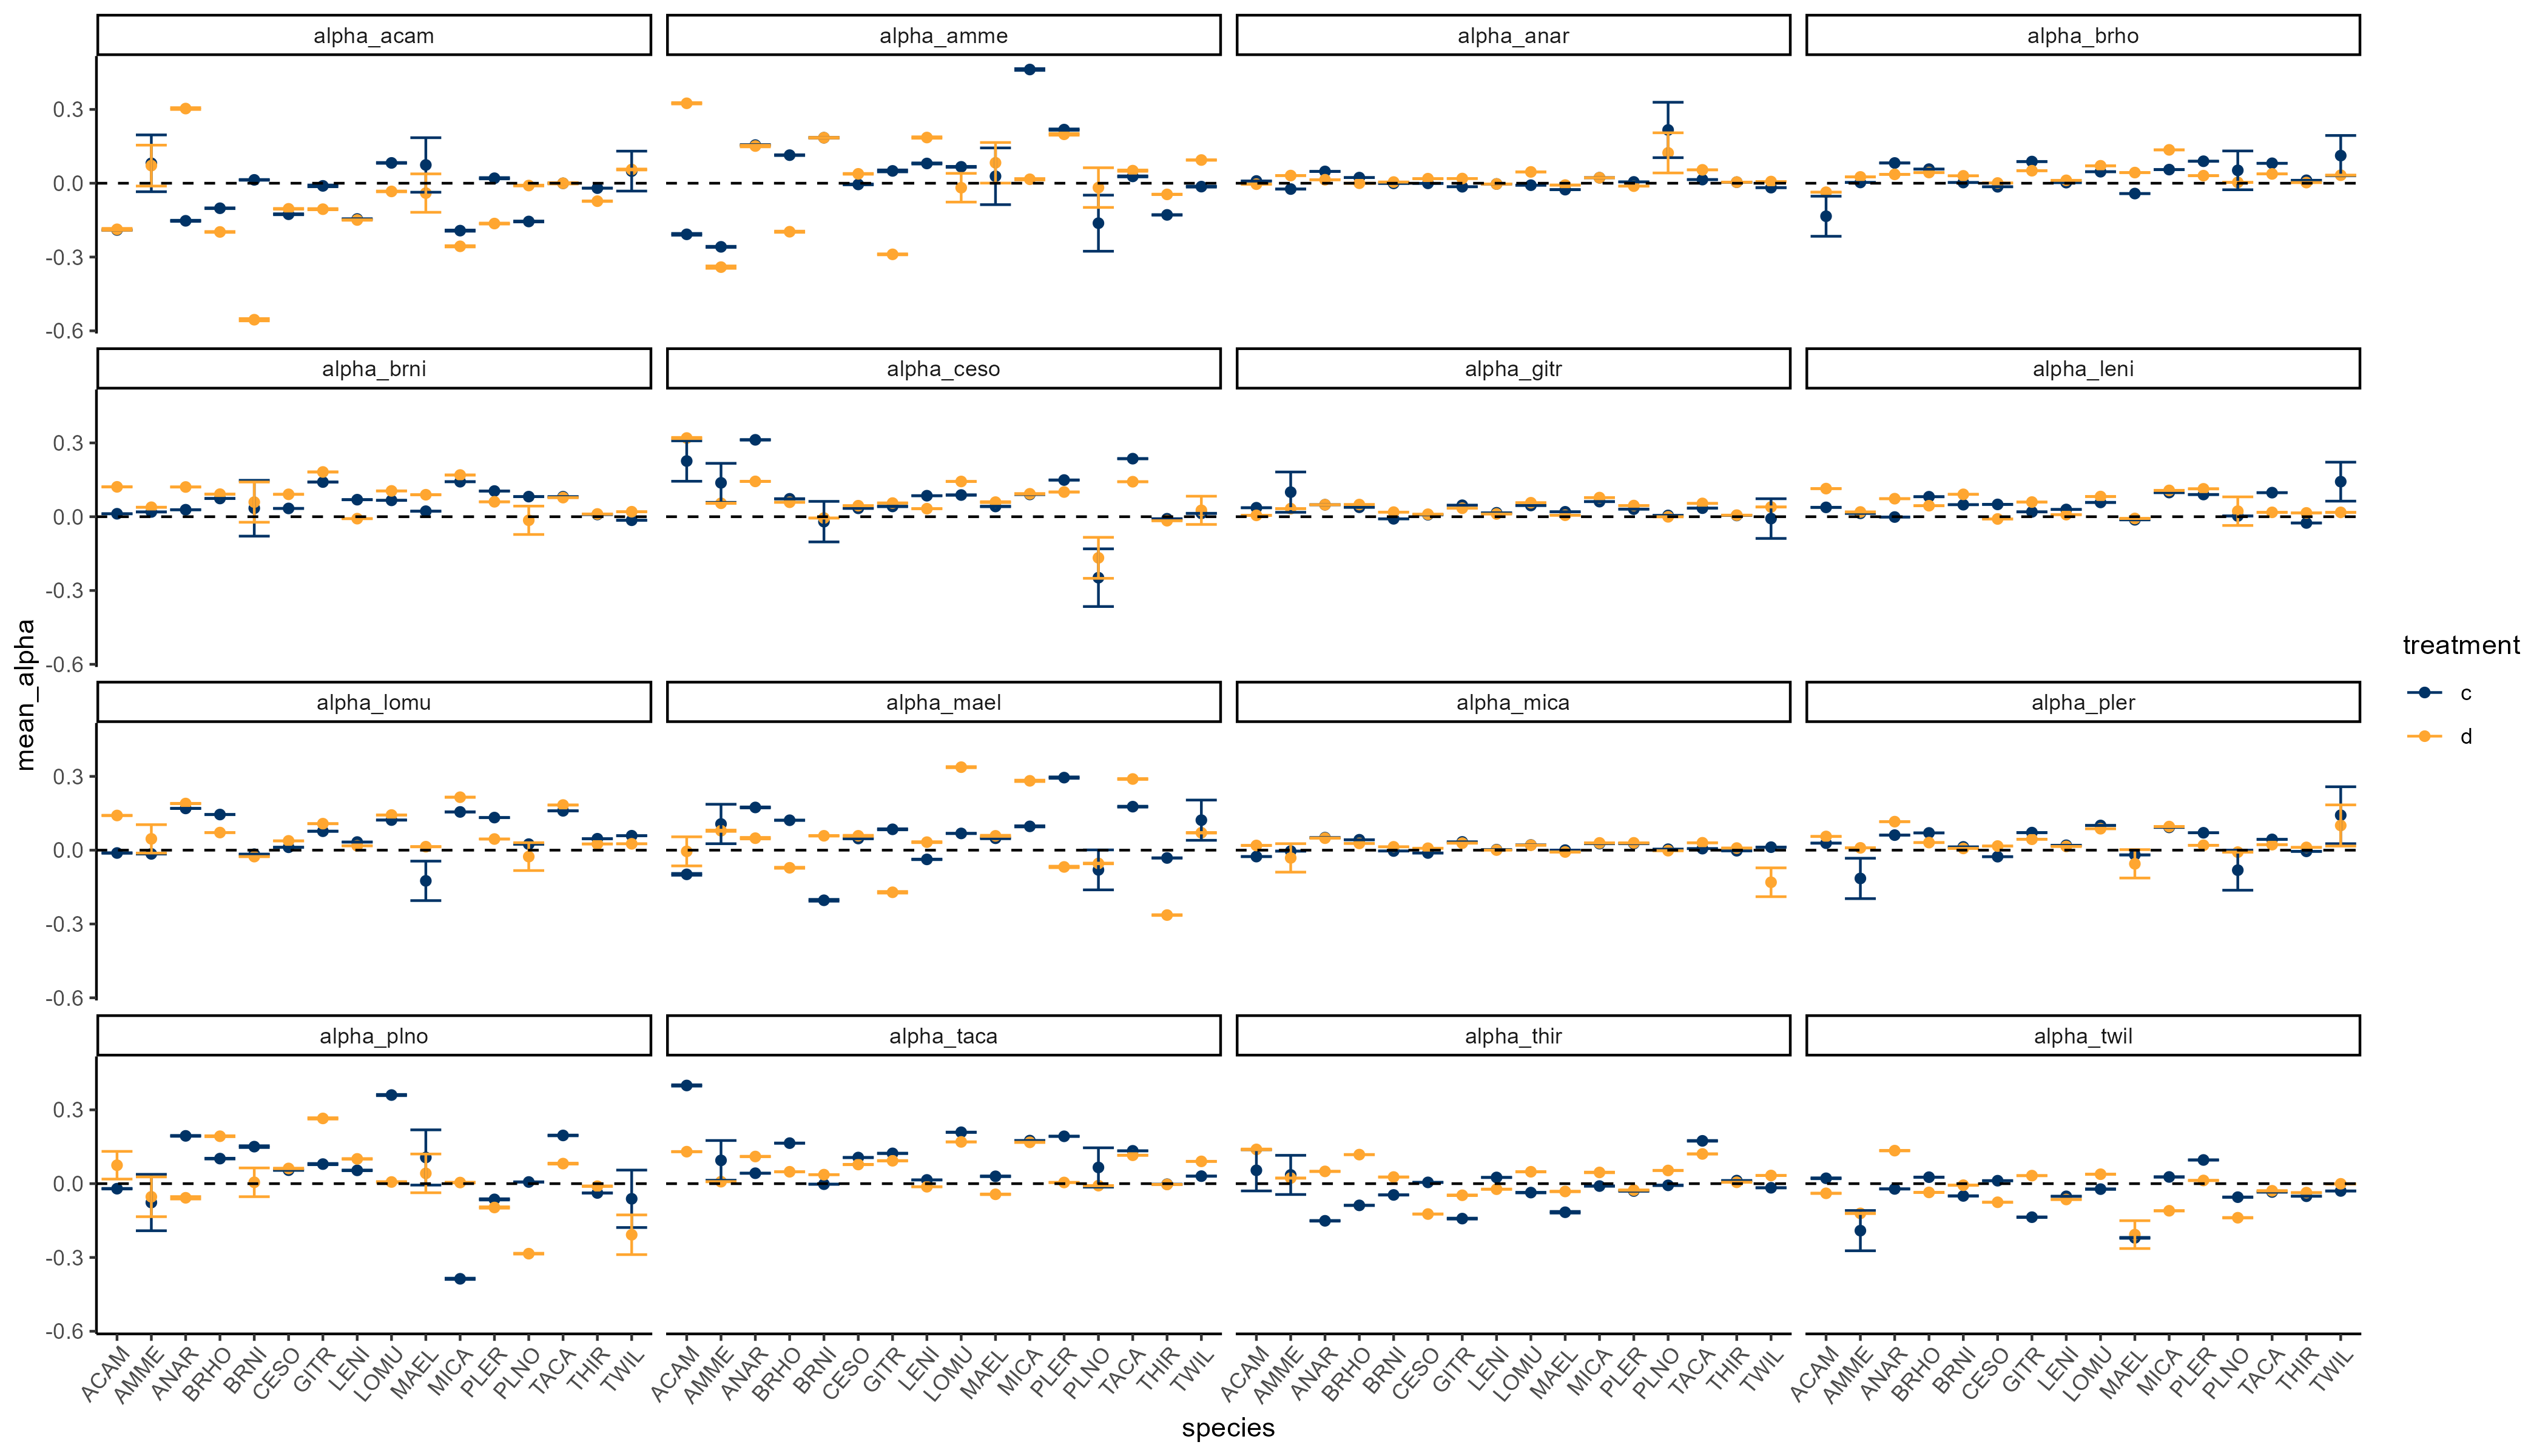 alpha_acam
alpha_amme
alpha_anar
alpha_brho
0.3
0.0
-0.3
-0.6
alpha_brni
alpha_ceso
alpha_gitr
alpha_leni
0.3
0.0
-0.3
-0.6
alpha_lomu
alpha_mael
alpha_mica
alpha_pler
0.3
0.0
-0.3
-0.6
alpha_plno
alpha_taca
alpha_thir
alpha_twil
0.3
0.0
-0.3
-0.6
mean_alpha
ACAM AMME ANAR BRHO BRNI CESO GITR LENI LOMU MAEL MICA PLER PLNO TACA THIR TWIL
ACAM AMME ANAR BRHO BRNI CESO GITR LENI LOMU MAEL MICA PLER PLNO TACA THIR TWIL
ACAM AMME ANAR BRHO BRNI CESO GITR LENI LOMU MAEL MICA PLER PLNO TACA THIR TWIL
ACAM AMME ANAR BRHO BRNI CESO GITR LENI LOMU MAEL MICA PLER PLNO TACA THIR TWIL
species
treatment
c
d